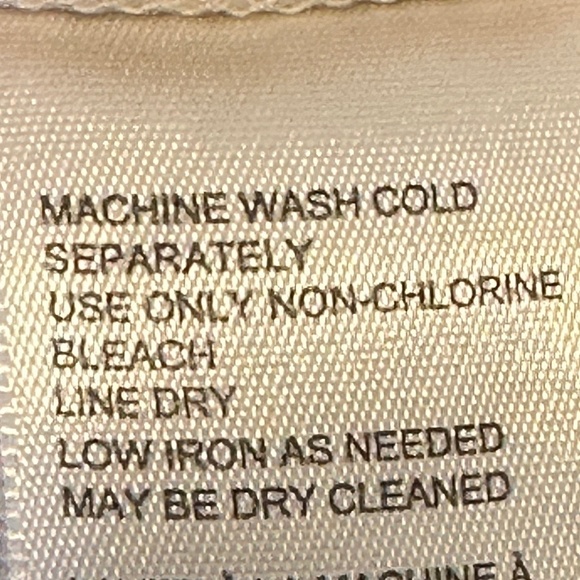 MACHINE WASH COLD
SEPARATELY
USE ONLY NON-CHLORINE
BLEACH
LINE DRY
LOW IRON AS NEEDED
MAY BE DRY CLEANED
MACHINE À